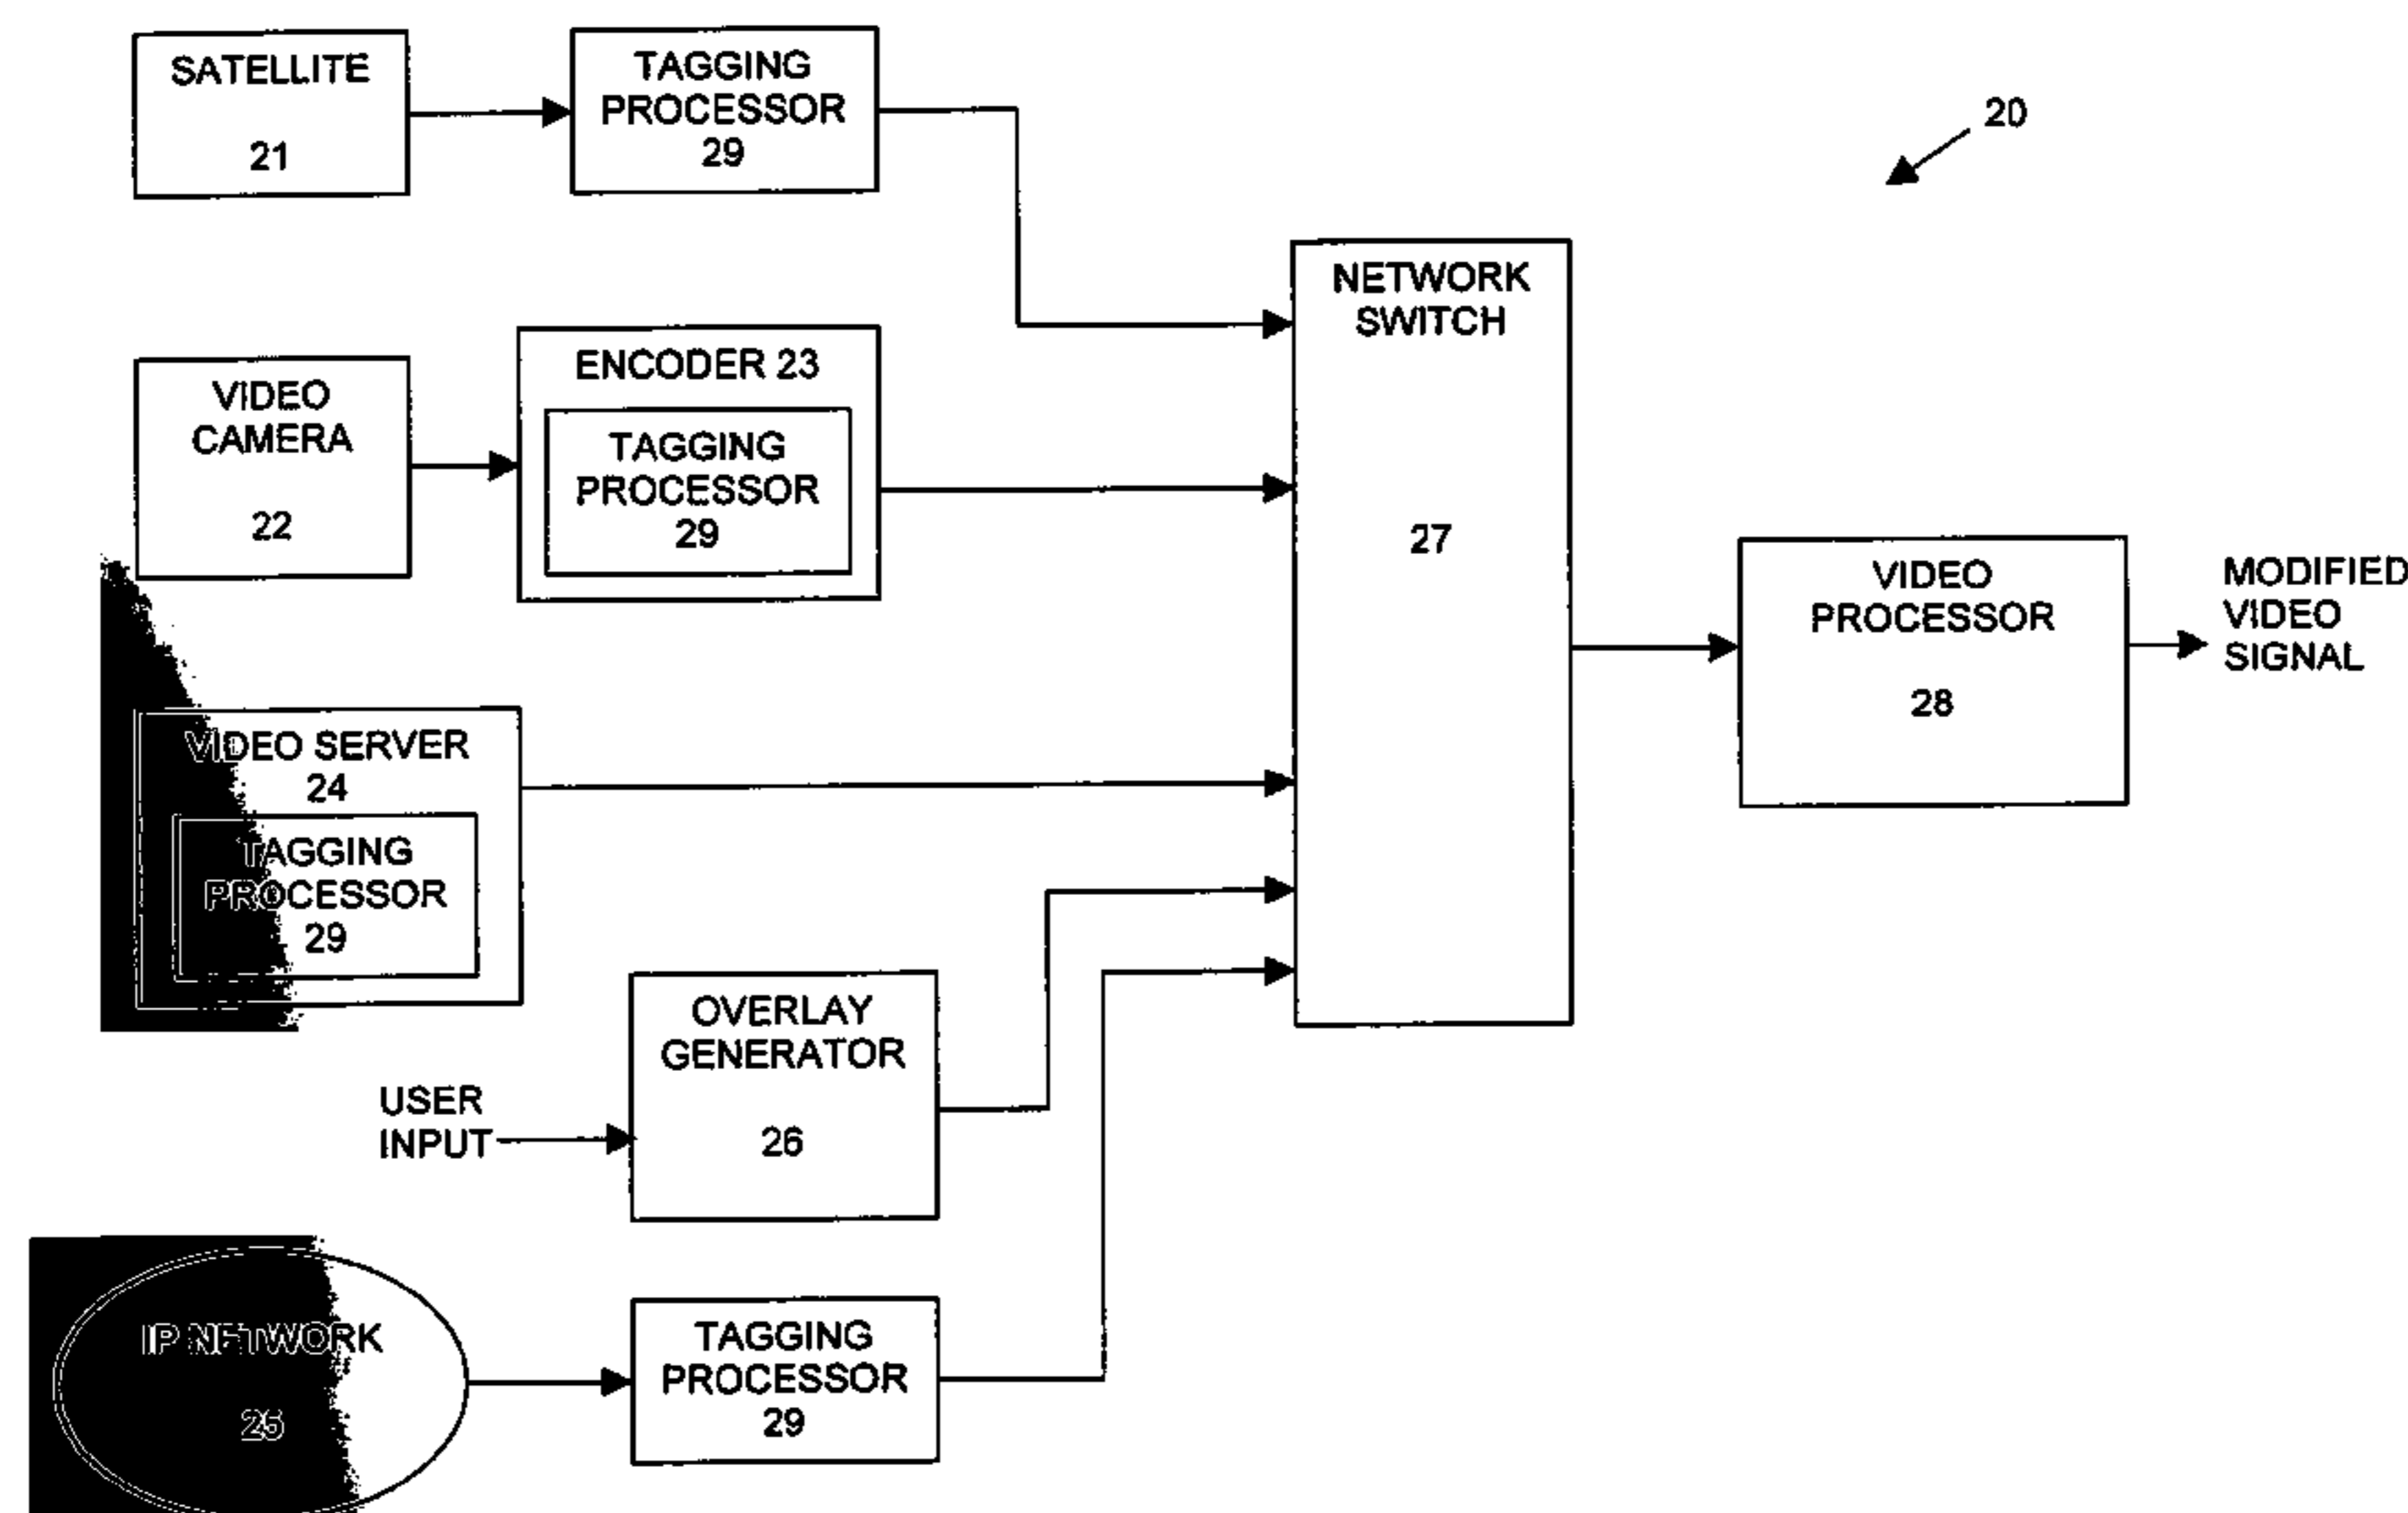 SATELLITE
21
TAGGING
PROCESSOR
29
20
VIDEO
CAMERA
22
ENCODER 23
TAGGING
PROCESSOR
29
NETWORK
SWITCH
27
VIDEO
PROCESSOR
28
MODIFIED
VIDEO
SIGNAL
VIDEO SERVER
24
TAGGING
PROCESSOR
29
USER
INPUT
OVERLAY
GENERATOR
26
IP NETWORK
25
TAGGING
PROCESSOR
29